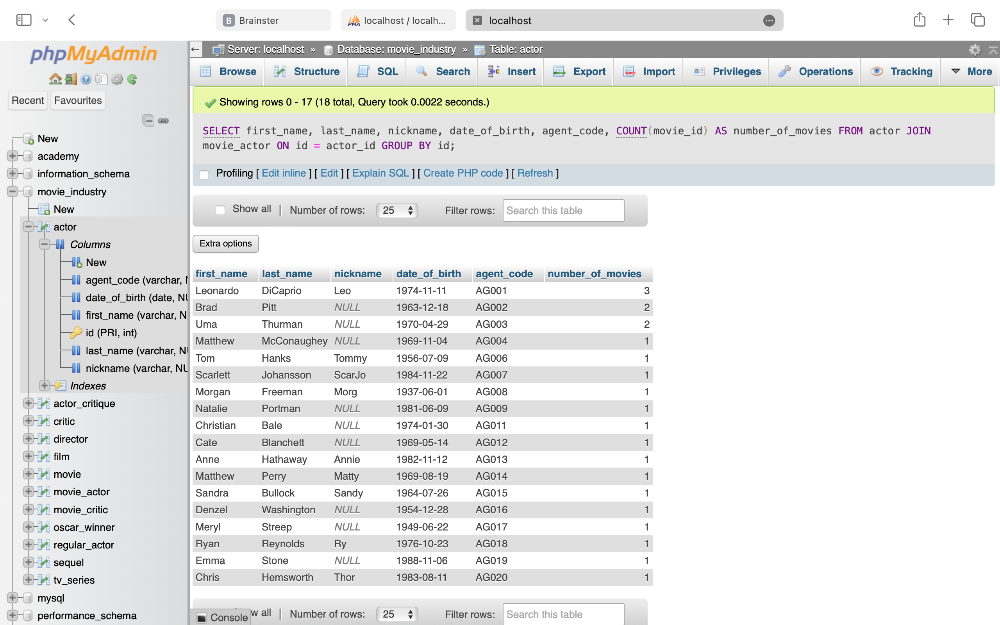 Brainster
PMA localhost / localh...
localhost
phpMyAdmin
Recent Favourites
New
academy
information_schema
movie_industry
New
actor
Columns
New
agent_code (varchar,
date_of_birth (date, NU
first_name (varchar, N
id (PRI, int)
last_name (varchar, NU
nickname (varchar, NU
Indexes
actor_critique
critic
director
film
movie
movie_actor
movie_critic
oscar_winner
regular_actor
sequel
tv_series
mysql
performance_schema
Server: localhost » Database: movie_industry » Table: actor
Browse Structure SQL Search Insert Export Import Privileges Operations Tracking More
Showing rows 0 - 17 (18 total, Query took 0.0022 seconds.)
SELECT first_name, last_name, nickname, date_of_birth, agent_code, COUNT(movie_id) AS number_of_movies FROM actor JOIN
movie_actor ON id = actor_id GROUP BY id;
Profiling [ Edit inline ] [ Edit ] [ Explain SQL ] [ Create PHP code ] [ Refresh ]
Show all | Number of rows: 25 Filter rows: Search this table
Extra options
first_name last_name nickname date_of_birth agent_code number_of_movies
Leonardo DiCaprio Leo 1974-11-11 AG001 3
Brad Pitt NULL 1963-12-18 AG002 2
Uma Thurman NULL 1970-04-29 AG003 2
Matthew McConaughey NULL 1969-11-04 AG004 1
Tom Hanks Tommy 1956-07-09 AG006 1
Scarlett Johansson ScarJo 1984-11-22 AG007 1
Morgan Freeman Morg 1937-06-01 AG008 1
Natalie Portman NULL 1981-06-09 AG009 1
Christian Bale NULL 1974-01-30 AG011 1
Cate Blanchett NULL 1969-05-14 AG012 1
Anne Hathaway Annie 1982-11-12 AG013 1
Matthew Perry Matty 1969-08-19 AG014 1
Sandra Bullock Sandy 1964-07-26 AG015 1
Denzel Washington NULL 1954-12-28 AG016 1
Meryl Streep NULL 1949-06-22 AG017 1
Ryan Reynolds Ry 1976-10-23 AG018 1
Emma Stone NULL 1988-11-06 AG019 1
Chris Hemsworth Thor 1983-08-11 AG020 1
Console w all | Number of rows: 25 Filter rows: Search this table